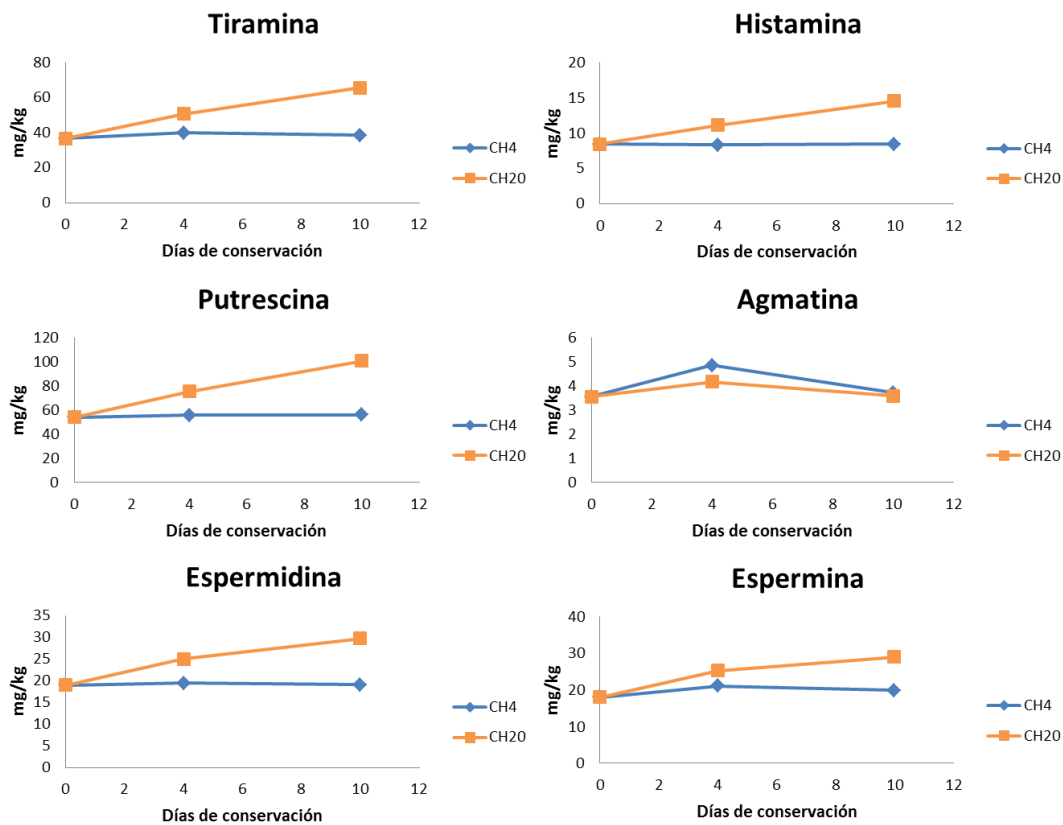 Tiramina
80
60
40
20
0
mg/kg
0 2 4 6 8 10 12
Días de conservación
CH4
CH20
Histamina
20
15
10
5
0
mg/kg
0 2 4 6 8 10 12
Días de conservación
CH4
CH20
Putrescina
120
100
80
60
40
20
0
mg/kg
0 2 4 6 8 10 12
Días de conservación
CH4
CH20
Agmatina
6
5
4
3
2
1
0
mg/kg
0 2 4 6 8 10 12
Días de conservación
CH4
CH20
Espermidina
35
30
25
20
15
10
5
0
mg/kg
0 2 4 6 8 10 12
Días de conservación
CH4
CH20
Espermina
40
30
20
10
0
mg/kg
0 2 4 6 8 10 12
Días de conservación
CH4
CH20